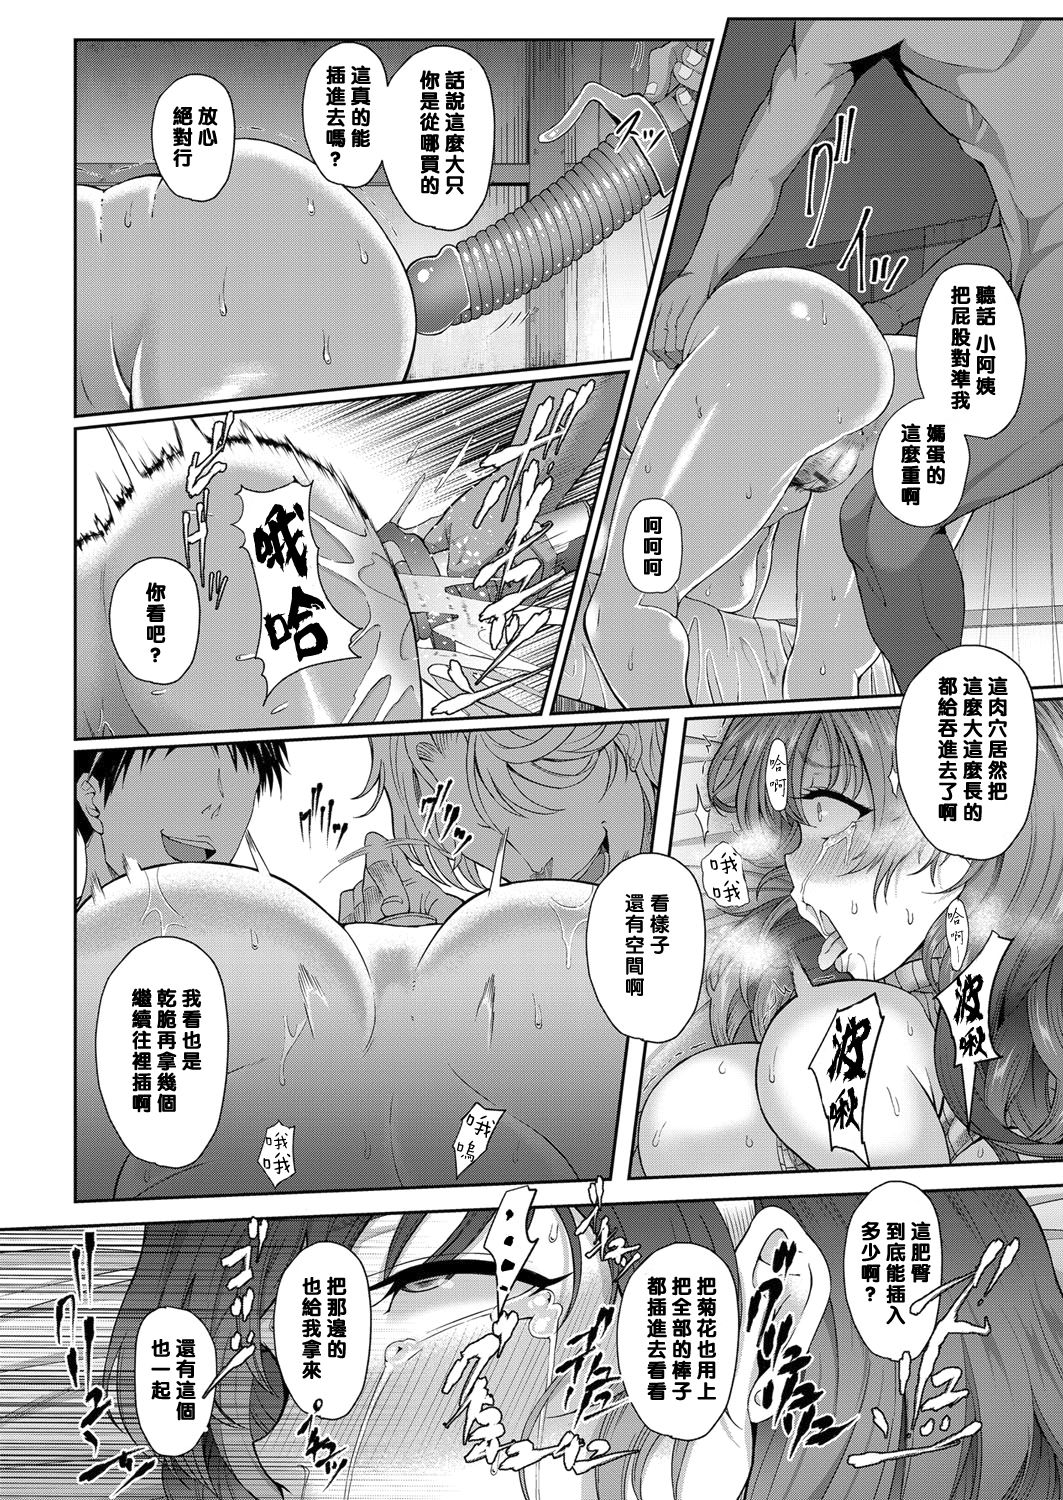 聽話 小阿姨
把屁股對準我
媽蛋的
這麼重啊
呵呵呵
話說這麼大只
你是從哪買的
這真的能
插進去嗎？
放心
絕對行
ズッ
哦
哈
你看吧？
這肉穴居然把
這麼大這麼長的
都給吞進去了啊
哈啊
哦哦
哈啊
波啾
波啾
看樣子
還有空間啊
我看也是
乾脆再拿幾個
繼續往裡插啊
哦嗚
哦哦
這肥臀
到底能插入
多少啊？
把菊花也用上
把全部的棒子
都插進去看看
把那邊的
也給我拿來
還有這個
也一起